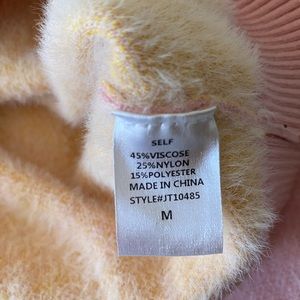 SELF
45%VISCOSE
25%NYLON
15%POLYESTER
MADE IN CHINA
STYLE#JT10485
M